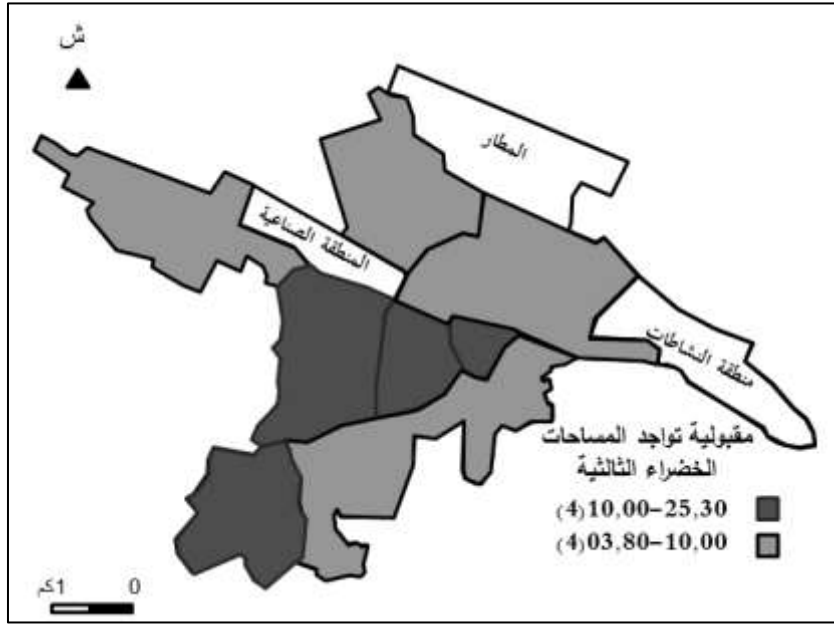 ش
المطار
المنطقة الصناعية
منطقة النشاطات
مقبولية تواجد المساحات
الخضراء الثالثية
(4)10,00–25,30
(4)03,80–10,00
0 1كم